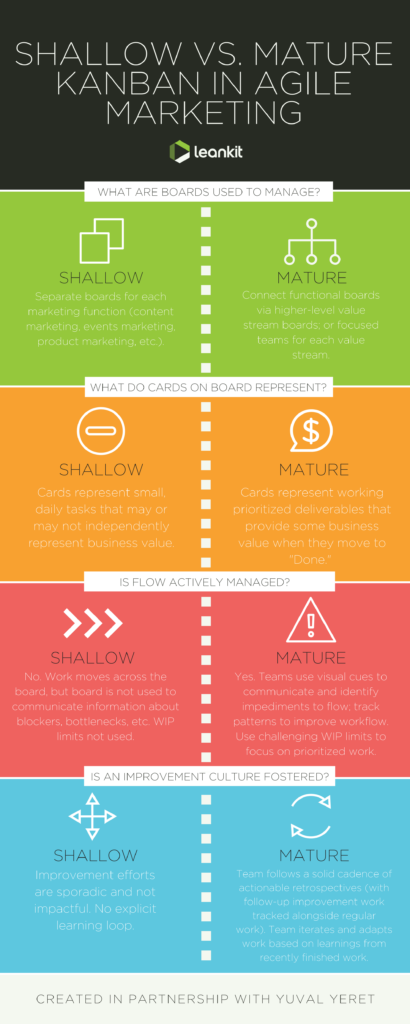 SHALLOW VS. MATURE
KANBAN IN AGILE
MARKETING
leankit
WHAT ARE BOARDS USED TO MANAGE?
SHALLOW
Separate boards for each
marketing function (content
marketing, events marketing,
product marketing, etc.).
MATURE
Connect functional boards
via higher-level value
stream boards; or focused
teams for each value
stream.
WHAT DO CARDS ON BOARD REPRESENT?
SHALLOW
Cards represent small,
daily tasks that may or
may not independently
represent business value.
$
MATURE
Cards represent working
prioritized deliverables that
provide some business
value when they move to
"Done."
IS FLOW ACTIVELY MANAGED?
SHALLOW
No. Work moves across the
board, but board is not used to
communicate information about
blockers, bottlenecks, etc. WIP
limits not used.
!
MATURE
Yes. Teams use visual cues to
communicate and identify
impediments to flow; track
patterns to improve workflow.
Use challenging WIP limits to
focus on prioritized work.
IS AN IMPROVEMENT CULTURE FOSTERED?
SHALLOW
Improvement efforts
are sporadic and not
impactful. No explicit
learning loop.
MATURE
Team follows a solid cadence of
actionable retrospectives (with
follow-up improvement work
tracked alongside regular
work). Team iterates and adapts
work based on learnings from
recently finished work.
CREATED IN PARTNERSHIP WITH YUVAL YERET